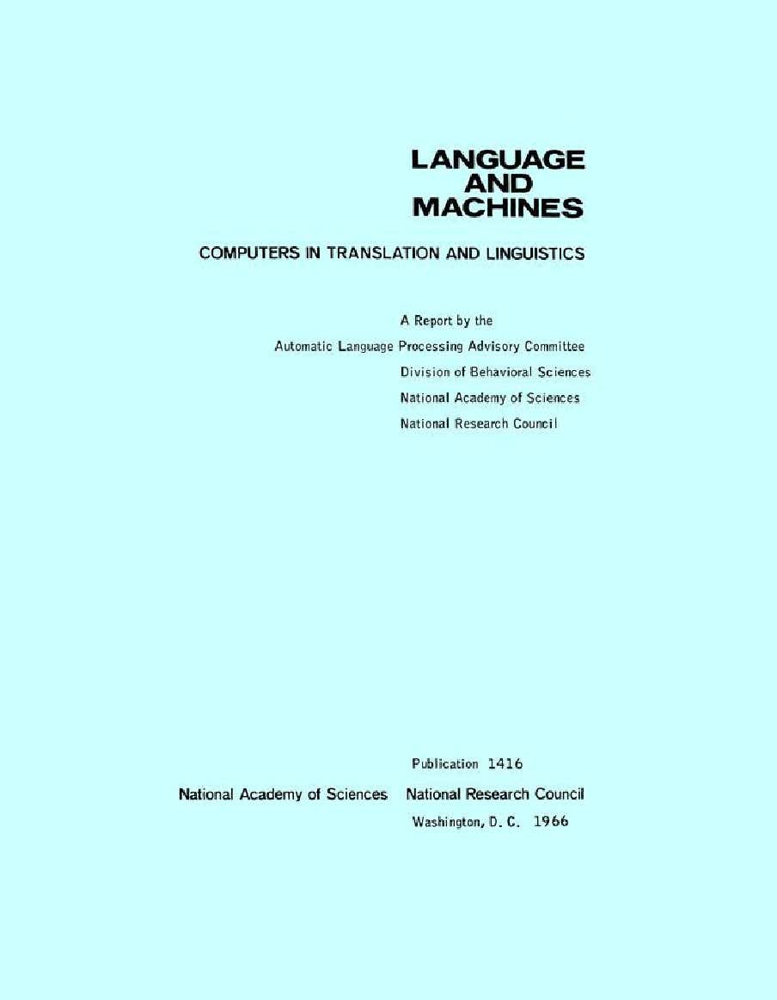 LANGUAGE
AND
MACHINES
COMPUTERS IN TRANSLATION AND LINGUISTICS
A Report by the
Automatic Language Processing Advisory Committee
Division of Behavioral Sciences
National Academy of Sciences
National Research Council
Publication 1416
National Academy of Sciences National Research Council
Washington, D. C. 1966